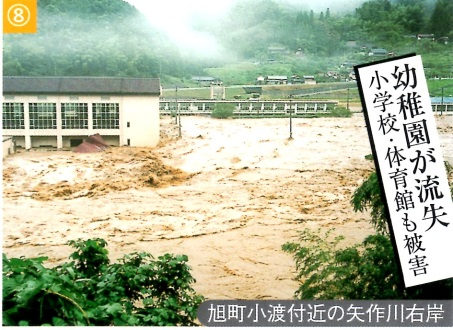 ⑧
幼稚園が流失
小学校・体育館も被害
旭町小渡付近の矢作川右岸